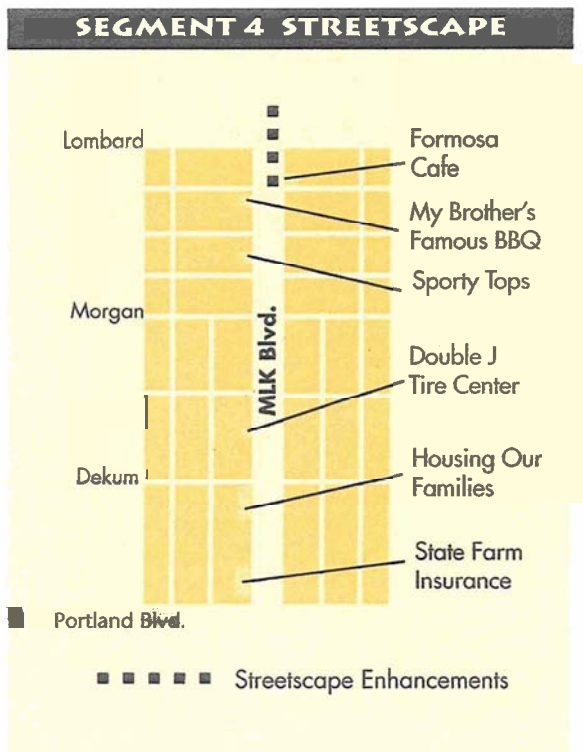 SEGMENT 4 STREETSCAPE
Lombard
Formosa
Cafe
My Brother's
Famous BBQ
Sporty Tops
Morgan
MLK Blvd.
Double J
Tire Center
Dekum
Housing Our
Families
State Farm
Insurance
Portland Blvd.
Streetscape Enhancements